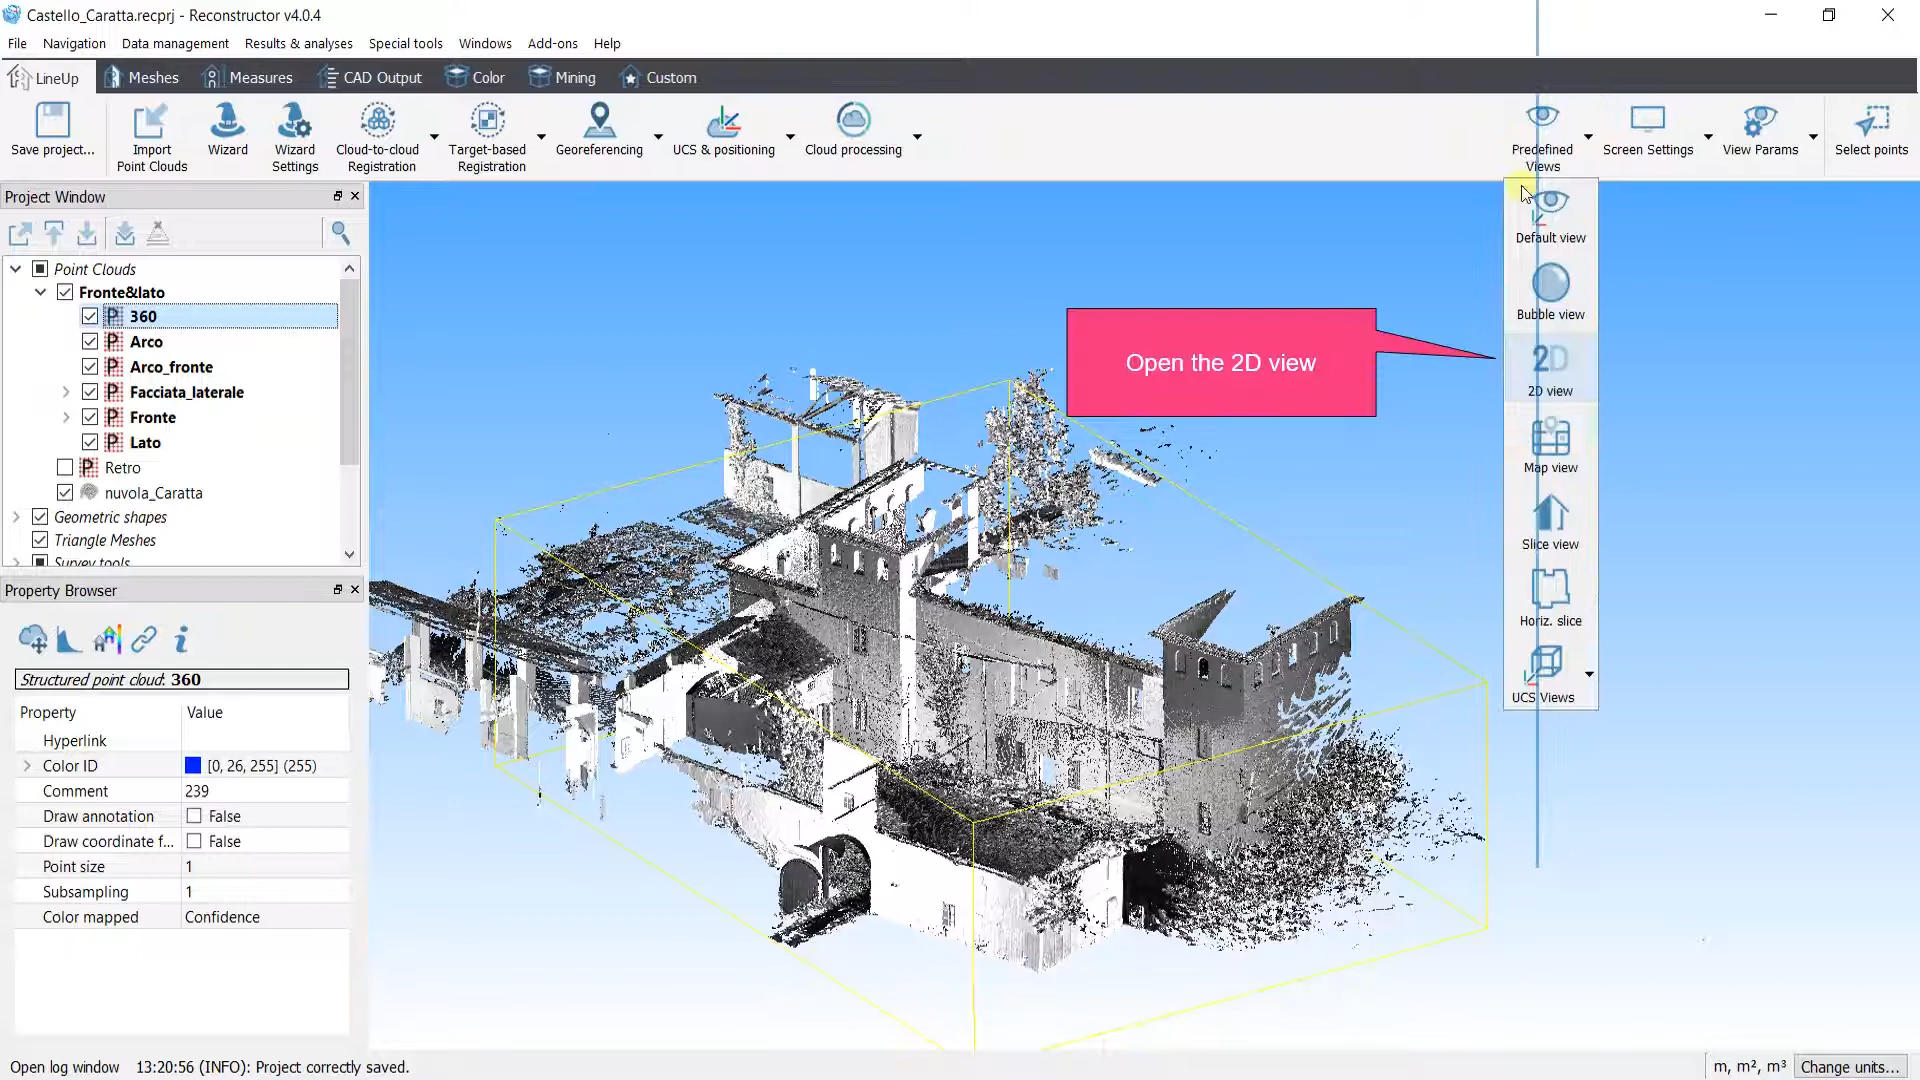 Castello_Caratta.recprj - Reconstructor v4.0.4
File Navigation Data management Results & analyses Special tools Windows Add-ons Help
LineUp Meshes Measures CAD Output Color Mining Custom
Save project...
Import
Point Clouds
Wizard
Wizard
Settings
Cloud-to-cloud
Registration
Target-based
Registration
Georeferencing
UCS & positioning
Cloud processing
Predefined
Views
Screen Settings
View Params
Select points
Project Window
Point Clouds
Fronte&lato
360
Arco
Arco_fronte
Facciata_laterale
Fronte
Lato
Retro
nuvola_Caratta
Geometric shapes
Triangle Meshes
Survey tools
Default view
Bubble view
2D
2D view
Map view
Slice view
Horiz. slice
UCS Views
Open the 2D view
Property Browser
Structured point cloud: 360
Property Value
Hyperlink
Color ID [0, 26, 255] (255)
Comment 239
Draw annotation False
Draw coordinate f... False
Point size 1
Subsampling 1
Color mapped Confidence
Open log window 13:20:56 (INFO): Project correctly saved.
m, m², m³ Change units...